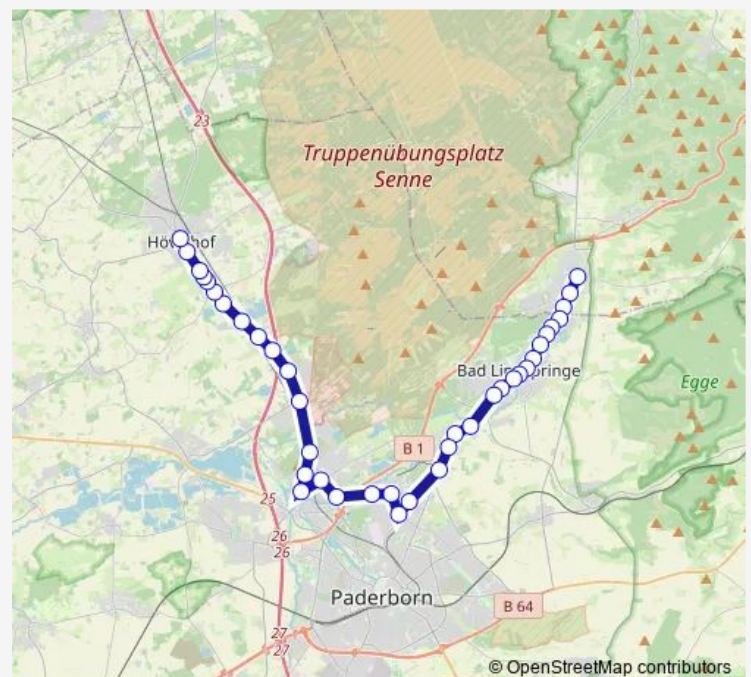 23
Truppenübungsplatz
Senne
Egge
B 1
25
26
26
Paderborn
B 64
27
27
© OpenStreetMap contributors